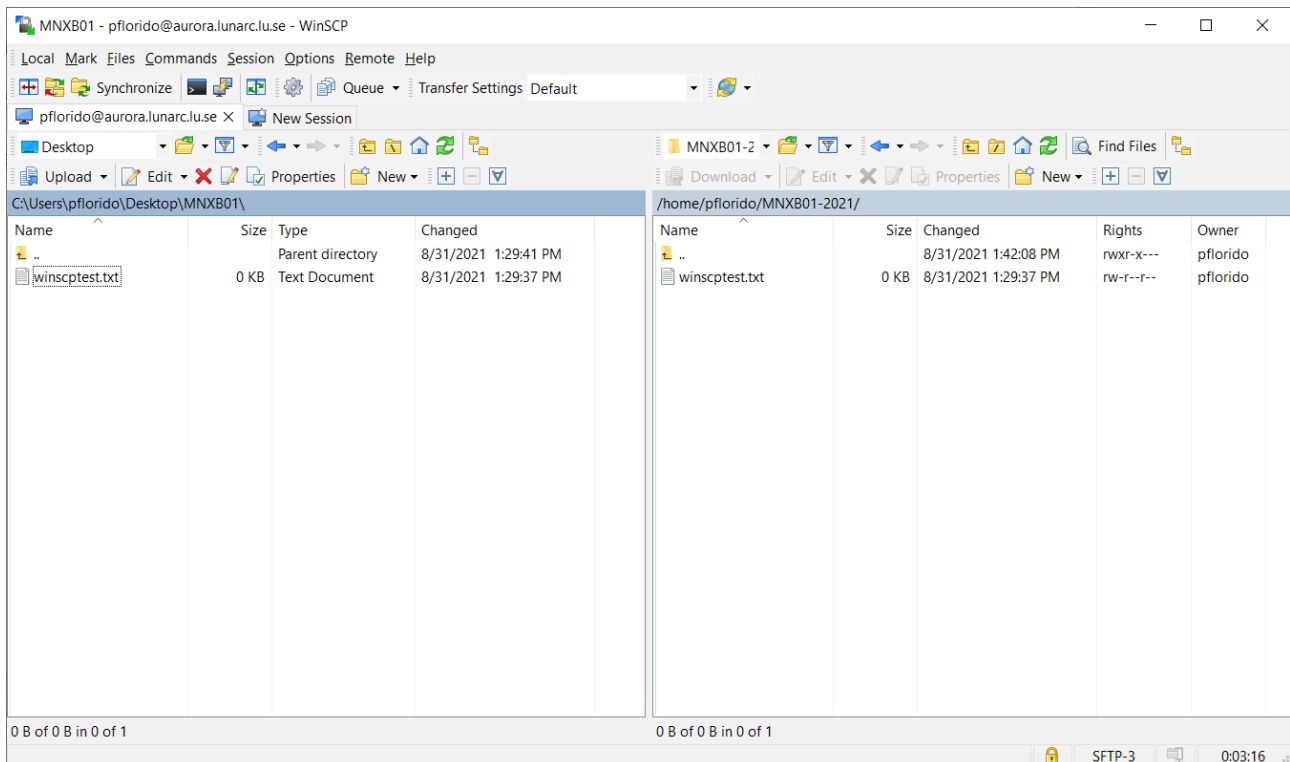 MNXB01 - pflorido@aurora.lunarc.lu.se - WinSCP
Local Mark Files Commands Session Options Remote Help
Synchronize Queue Transfer Settings Default
pflorido@aurora.lunarc.lu.se New Session
Desktop MNXB01-2 Find Files
Upload Edit Properties New Download Edit Properties New
C:\Users\pflorido\Desktop\MNXB01\ /home/pflorido/MNXB01-2021/
Name Size Type Changed Name Size Changed Rights Owner
.. Parent directory 8/31/2021 1:29:41 PM .. 8/31/2021 1:42:08 PM rwxr-x--- pflorido
winscptest.txt 0 KB Text Document 8/31/2021 1:29:37 PM winscptest.txt 0 KB 8/31/2021 1:29:37 PM rw-r--r-- pflorido
0 B of 0 B in 0 of 1 0 B of 0 B in 0 of 1
SFTP-3 0:03:16